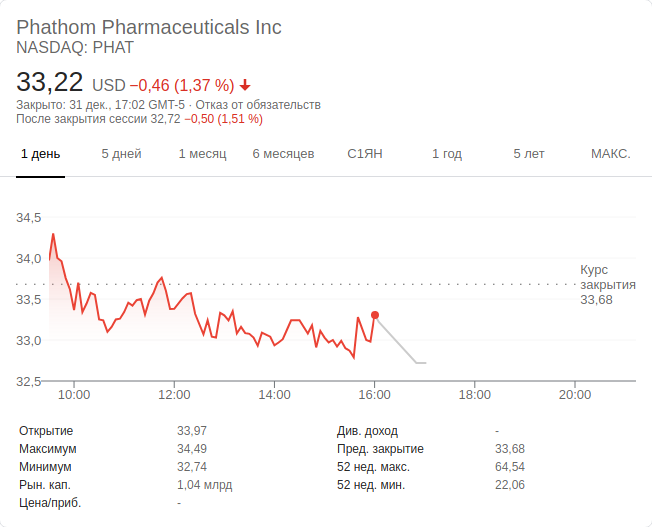 Phathom Pharmaceuticals Inc
NASDAQ: PHAT
33,22 USD −0,46 (1,37 %)
Закрыто: 31 дек., 17:02 GMT-5 · Отказ от обязательств
После закрытия сессии 32,72 −0,50 (1,51 %)
1 день 5 дней 1 месяц 6 месяцев С1ЯН 1 год 5 лет МАКС.
34,5
34,0
Курс
закрытия
33,68
33,5
33,0
32,5
10:00 12:00 14:00 16:00 18:00 20:00
Открытие 33,97 Див. доход -
Максимум 34,49 Пред. закрытие 33,68
Минимум 32,74 52 нед. макс. 64,54
Рын. кап. 1,04 млрд 52 нед. мин. 22,06
Цена/приб. -